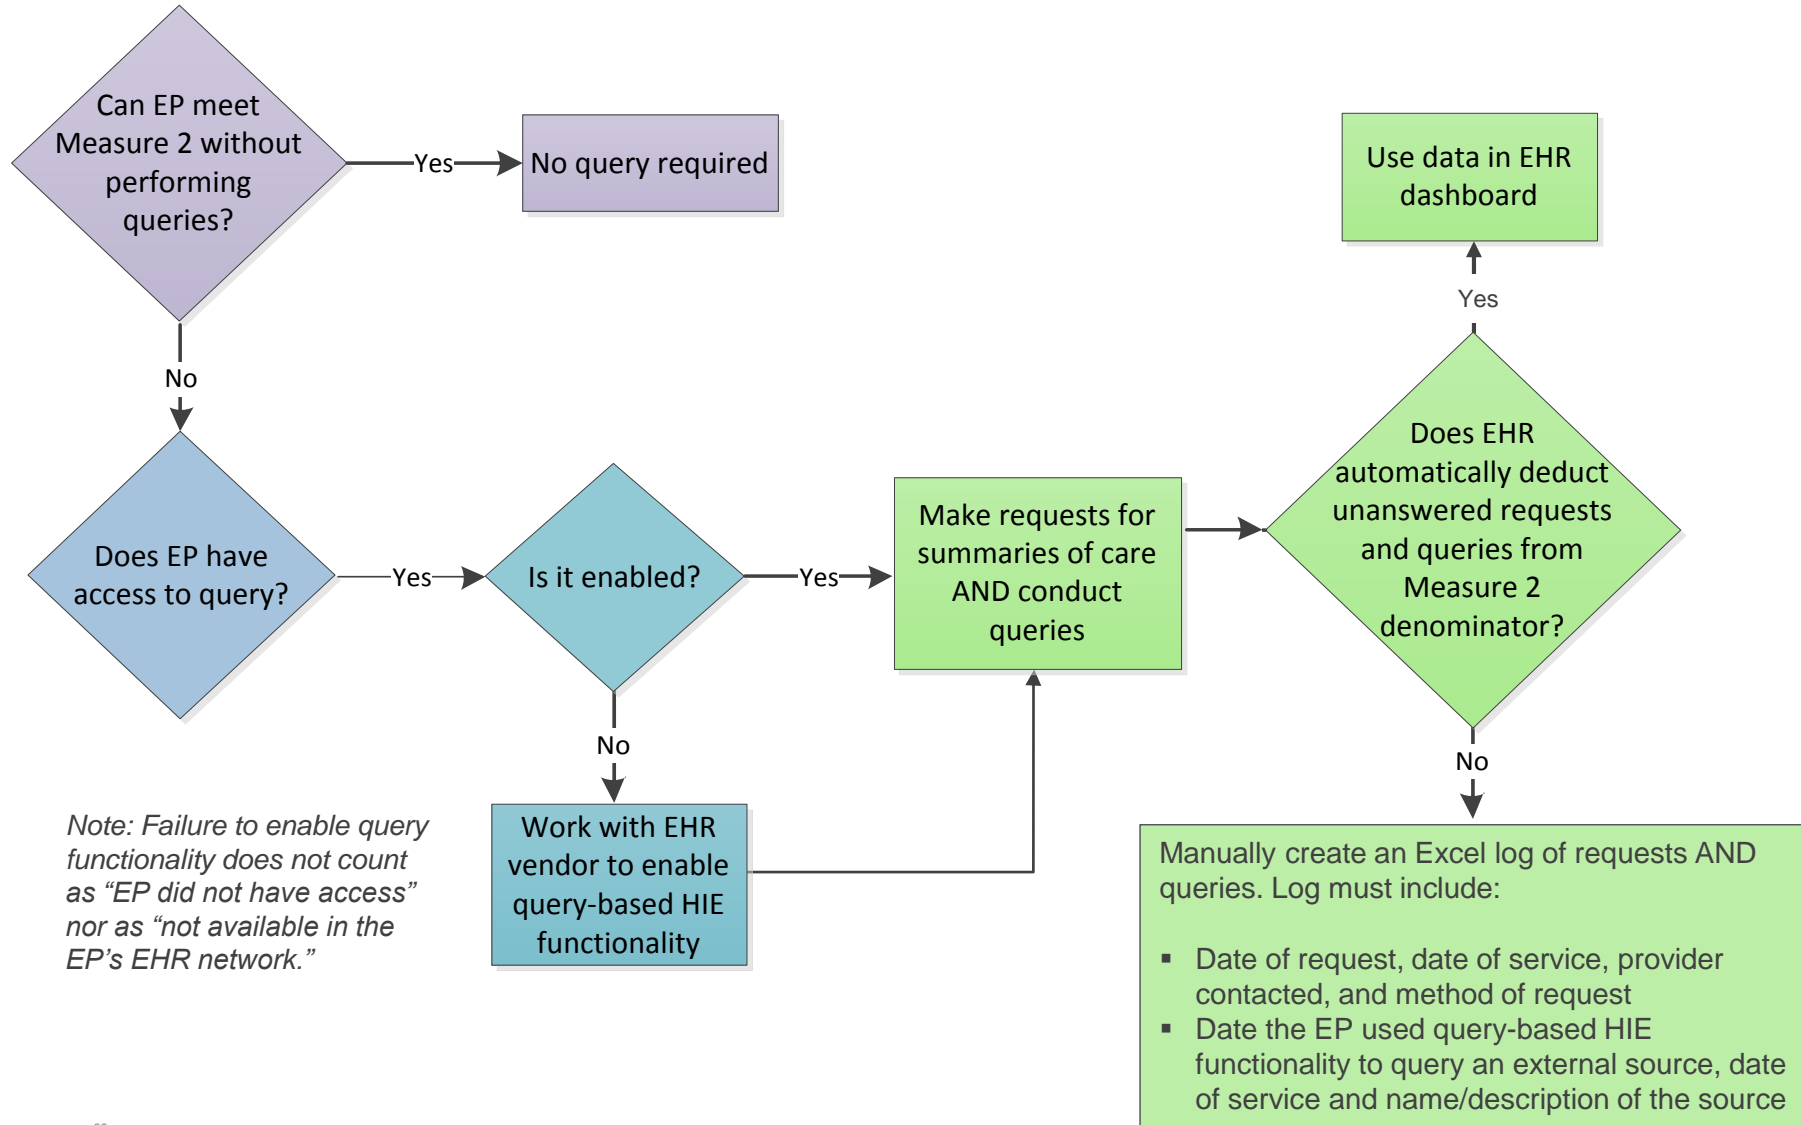 Can EP meet
Measure 2 without
performing
queries?
Yes
No query required
No
Does EP have
access to query?
Yes
Is it enabled?
Yes
No
Work with EHR
vendor to enable
query-based HIE
functionality
Make requests for
summaries of care
AND conduct
queries
Use data in EHR
dashboard
Yes
Does EHR
automatically deduct
unanswered requests
and queries from
Measure 2
denominator?
No
Manually create an Excel log of requests AND
queries. Log must include:
▪ Date of request, date of service, provider
contacted, and method of request
▪ Date the EP used query-based HIE
functionality to query an external source, date
of service and name/description of the source
Note: Failure to enable query
functionality does not count
as “EP did not have access”
nor as “not available in the
EP’s EHR network.”